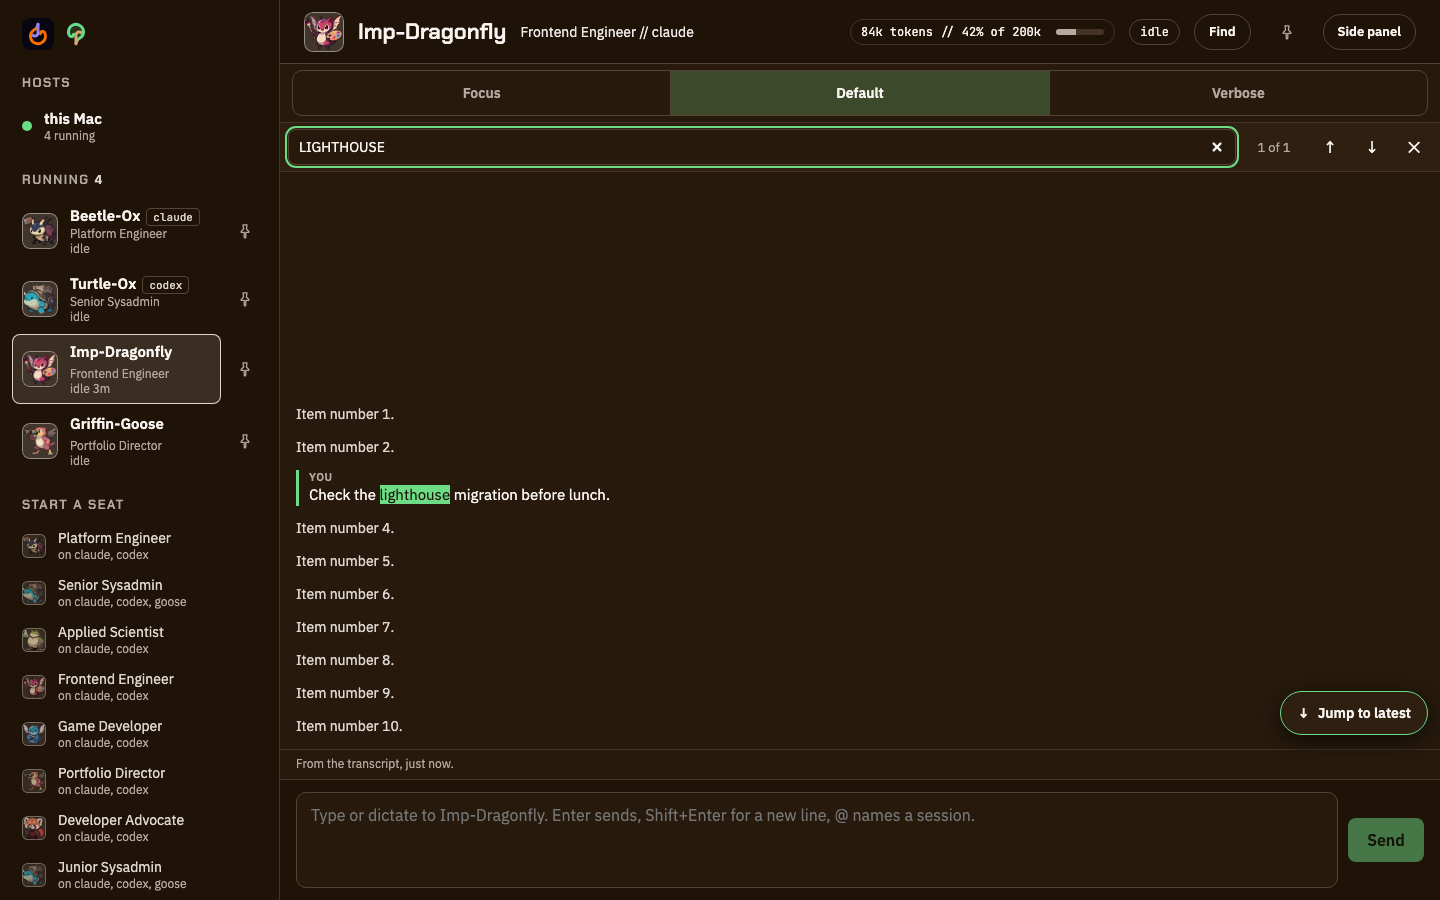 HOSTS
this Mac
4 running
RUNNING 4
Beetle-Ox claude
Platform Engineer
idle
Turtle-Ox codex
Senior Sysadmin
idle
Imp-Dragonfly
Frontend Engineer
idle 3m
Griffin-Goose
Portfolio Director
idle
START A SEAT
Platform Engineer
on claude, codex
Senior Sysadmin
on claude, codex, goose
Applied Scientist
on claude, codex
Frontend Engineer
on claude, codex
Game Developer
on claude, codex
Portfolio Director
on claude, codex
Developer Advocate
on claude, codex
Junior Sysadmin
on claude, codex, goose
Imp-Dragonfly Frontend Engineer // claude 84k tokens // 42% of 200k idle Find Side panel
Focus Default Verbose
LIGHTHOUSE 1 of 1
Item number 1.
Item number 2.
YOU
Check the lighthouse migration before lunch.
Item number 4.
Item number 5.
Item number 6.
Item number 7.
Item number 8.
Item number 9.
Item number 10.
Jump to latest
From the transcript, just now.
Type or dictate to Imp-Dragonfly. Enter sends, Shift+Enter for a new line, @ names a session.
Send